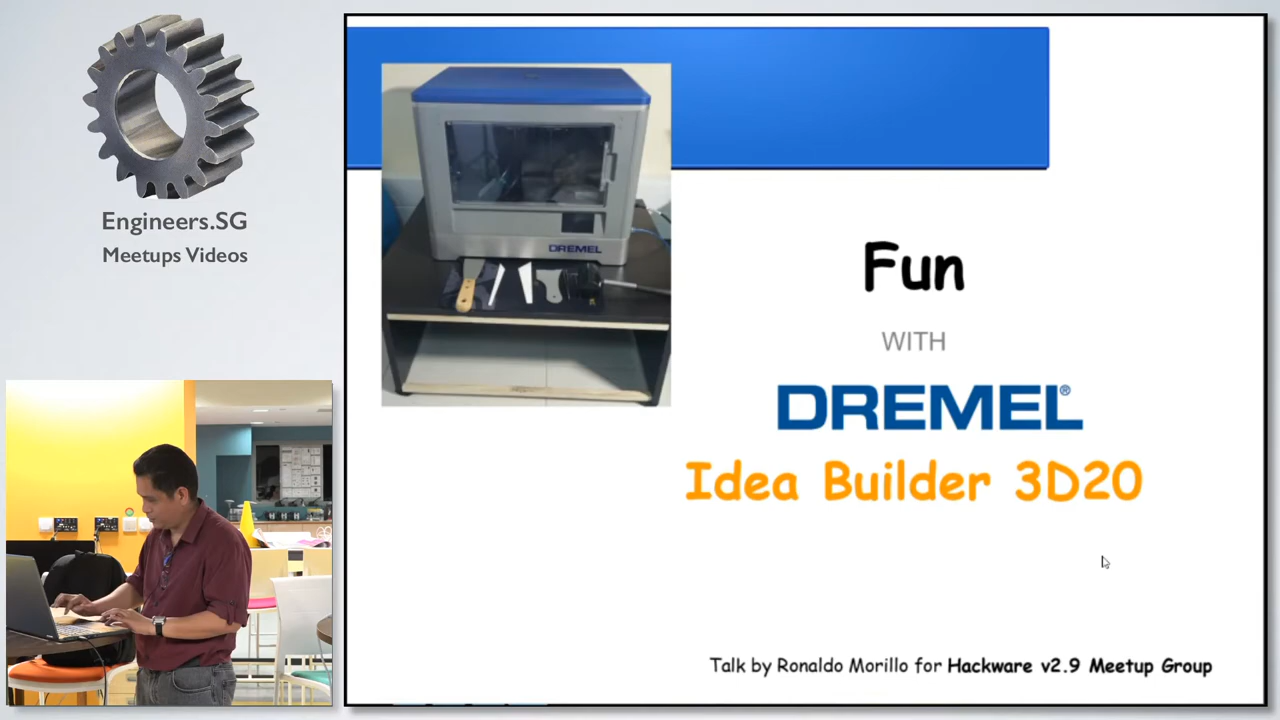 Engineers.SG
Meetups Videos
DREMEL
Fun
WITH
DREMEL®
Idea Builder 3D20
Talk by Ronaldo Morillo for Hackware v2.9 Meetup Group